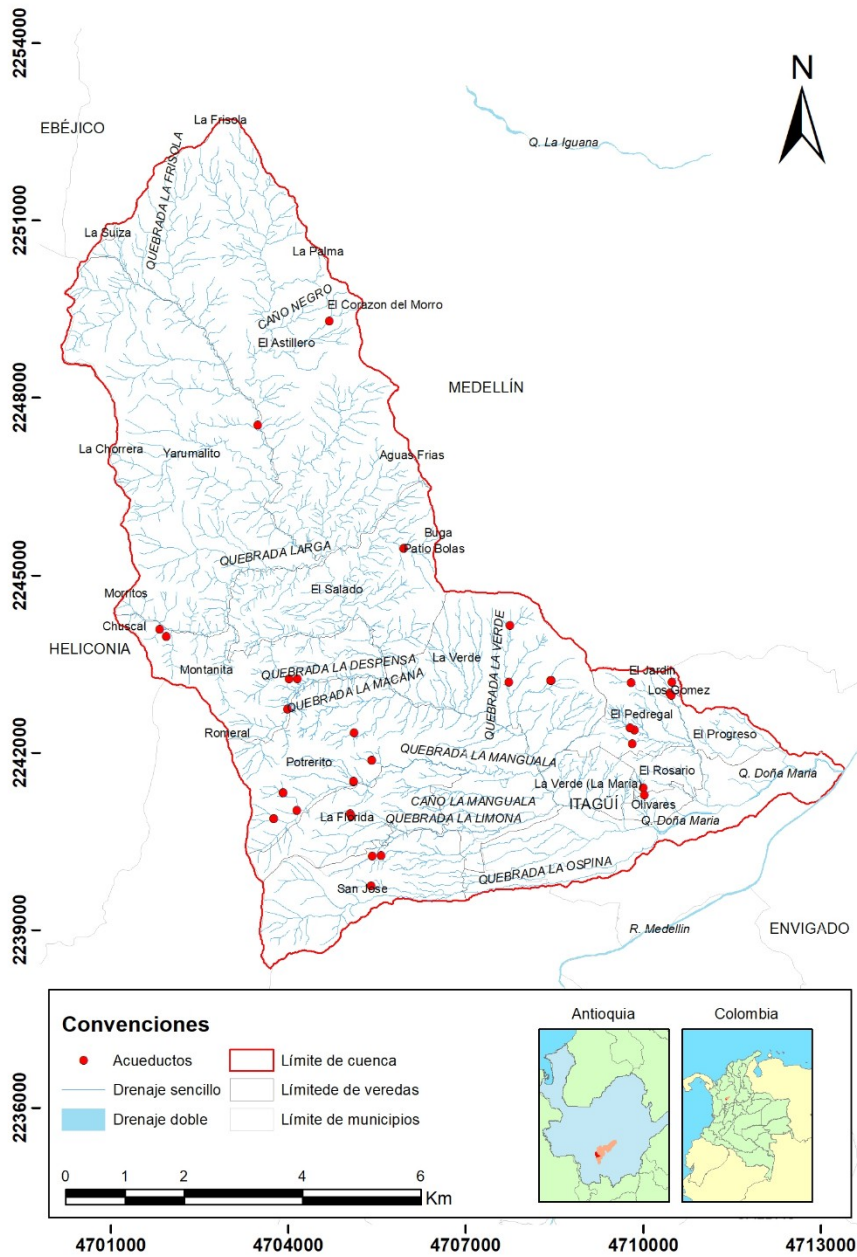 2254000
N
La Frisola
EBÉJICO
Q. La Iguana
QUEBRADA LA FRISOLA
2251000
La Suiza
La Palma
El Corazon del Morro
CAÑO NEGRO
El Astillero
2248000
MEDELLÍN
La Chorrera
Yarumalito
Aguas Frias
Buga
Patio Bolas
QUEBRADA LARGA
2245000
El Salado
Morritos
Chuscal
HELICONIA
QUEBRADA LA VERDE
La Verde
Montanita
QUEBRADA LA DESPENSA
El Jardin
QUEBRADA LA MACANA
Los Gomez
El Pedregal
Romeral
El Progreso
2242000
QUEBRADA LA MANGUALA
Potrerito
El Rosario
Q. Doña Maria
La Verde (La Maria)
CAÑO LA MANGUALA
ITAGÜÍ
Olivares
La Florida
QUEBRADA LA LIMONA
Q. Doña Maria
QUEBRADA LA OSPINA
San Jose
2239000
R. Medellin
ENVIGADO
Convenciones
Acueductos
Límite de cuenca
Drenaje sencillo
Límitede de veredas
Drenaje doble
Límite de municipios
Antioquia
Colombia
2236000
0 1 2 4 6
Km
4701000 4704000 4707000 4710000 4713000